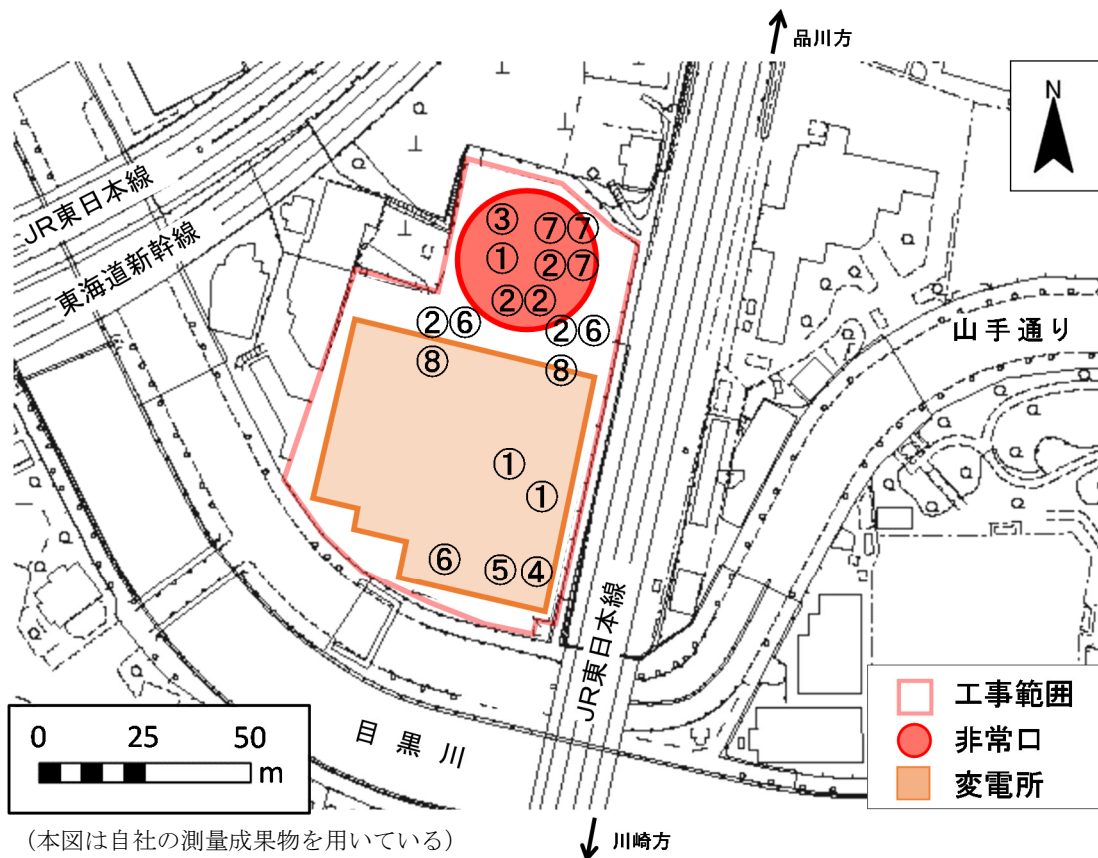 品川方
N
JR東日本線
東海道新幹線
③
⑦⑦
①
②⑦
②②
②⑥
②⑥
⑧
⑧
山手通り
①
①
⑥
⑤④
JR東日本線
工事範囲
非常口
変電所
0 25 50
m
目黒川
(本図は自社の測量成果物を用いている)
川崎方